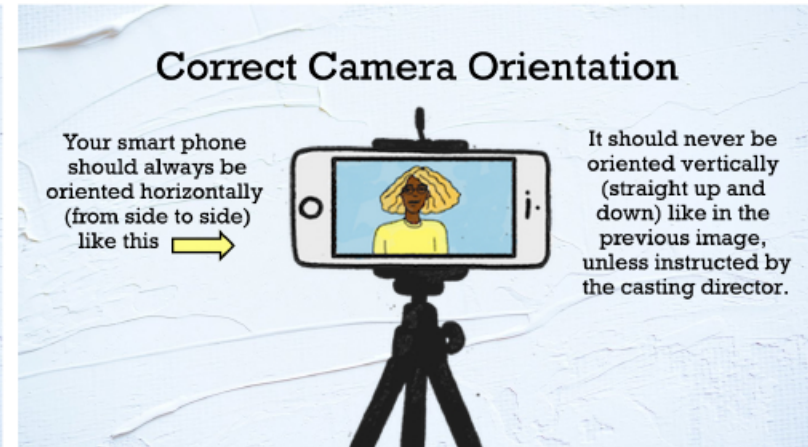 Correct Camera Orientation
Your smart phone
should always be
oriented horizontally
(from side to side)
like this
It should never be
oriented vertically
(straight up and
down) like in the
previous image,
unless instructed by
the casting director.